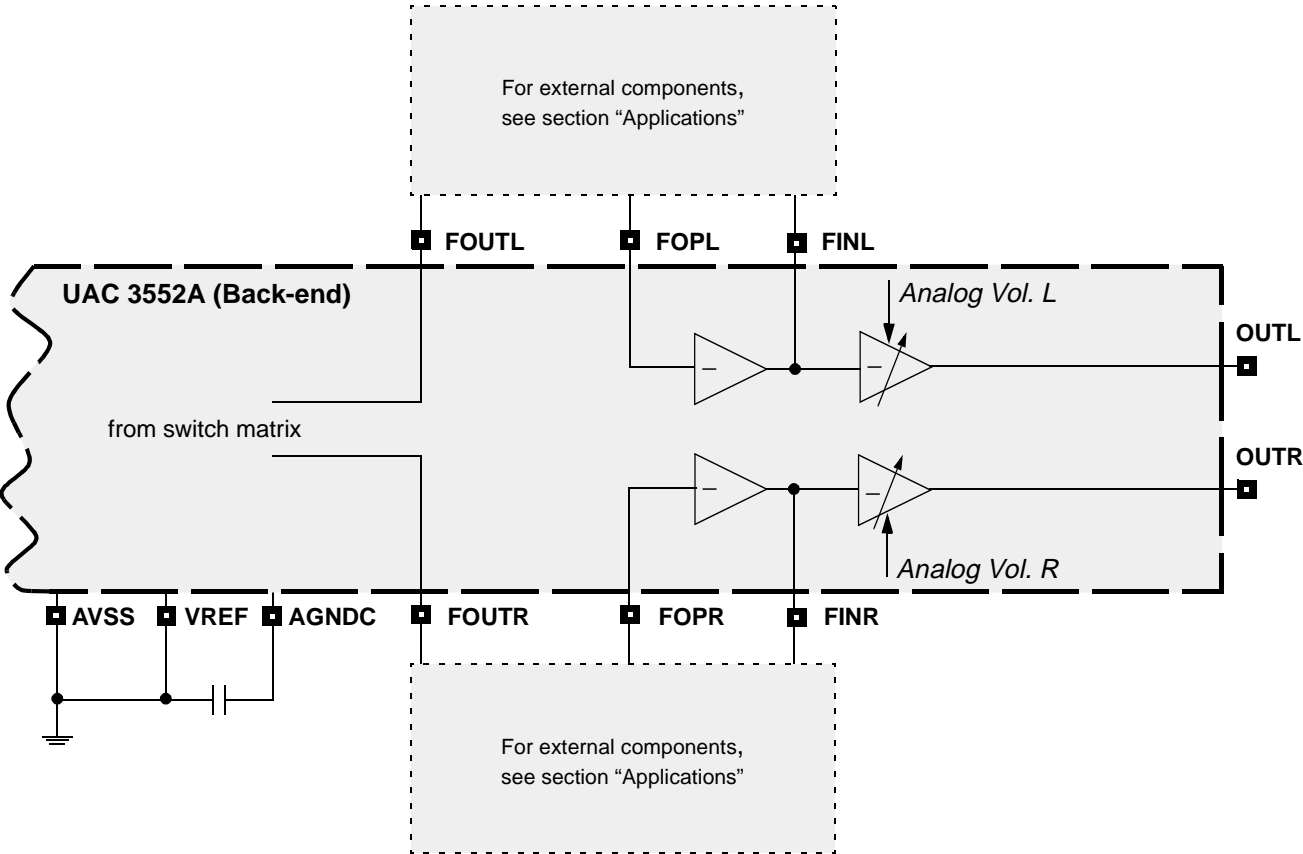 For external components,
see section “Applications”
FOUTL
FOPL
FINL
UAC 3552A (Back-end)
Analog Vol. L
OUTL
from switch matrix
OUTR
Analog Vol. R
AVSS
VREF
AGNDC
FOUTR
FOPR
FINR
For external components,
see section “Applications”